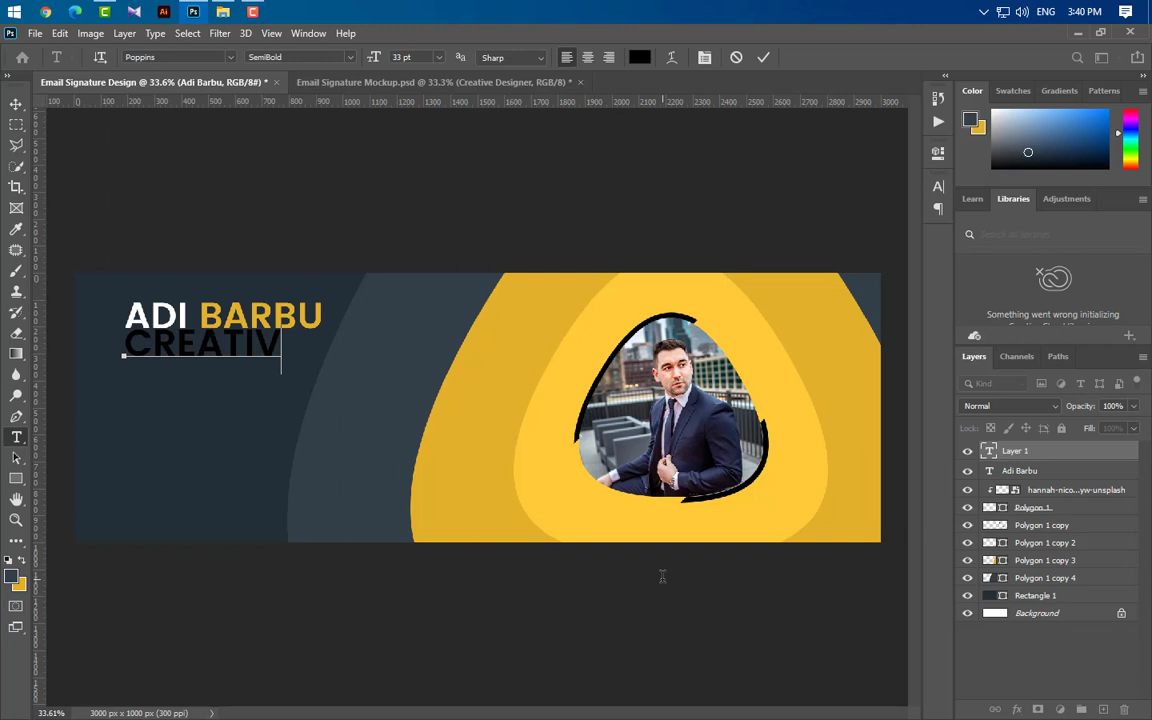 ENG
3:40 PM
File Edit Image Layer Type Select Filter 3D View Window Help
Poppins SemiBold 33 pt Sharp
Email Signature Design @ 33.6% (Adi Barbu, RGB/8#) *
Email Signature Mockup.psd @ 33.3% (Creative Designer, RGB/8) *
Color Swatches Gradients Patterns
Learn Libraries Adjustments
Search all services
Something went wrong initializing
Layers Channels Paths
Kind
Normal Opacity: 100%
Lock: Fill: 100%
Layer 1
Adi Barbu
hannah-nico...yw-unsplash
Polygon 1
Polygon 1 copy
Polygon 1 copy 2
Polygon 1 copy 3
Polygon 1 copy 4
Rectangle 1
Background
ADI BARBU
CREATIV
33.61% 3000 px x 1000 px (300 ppi)